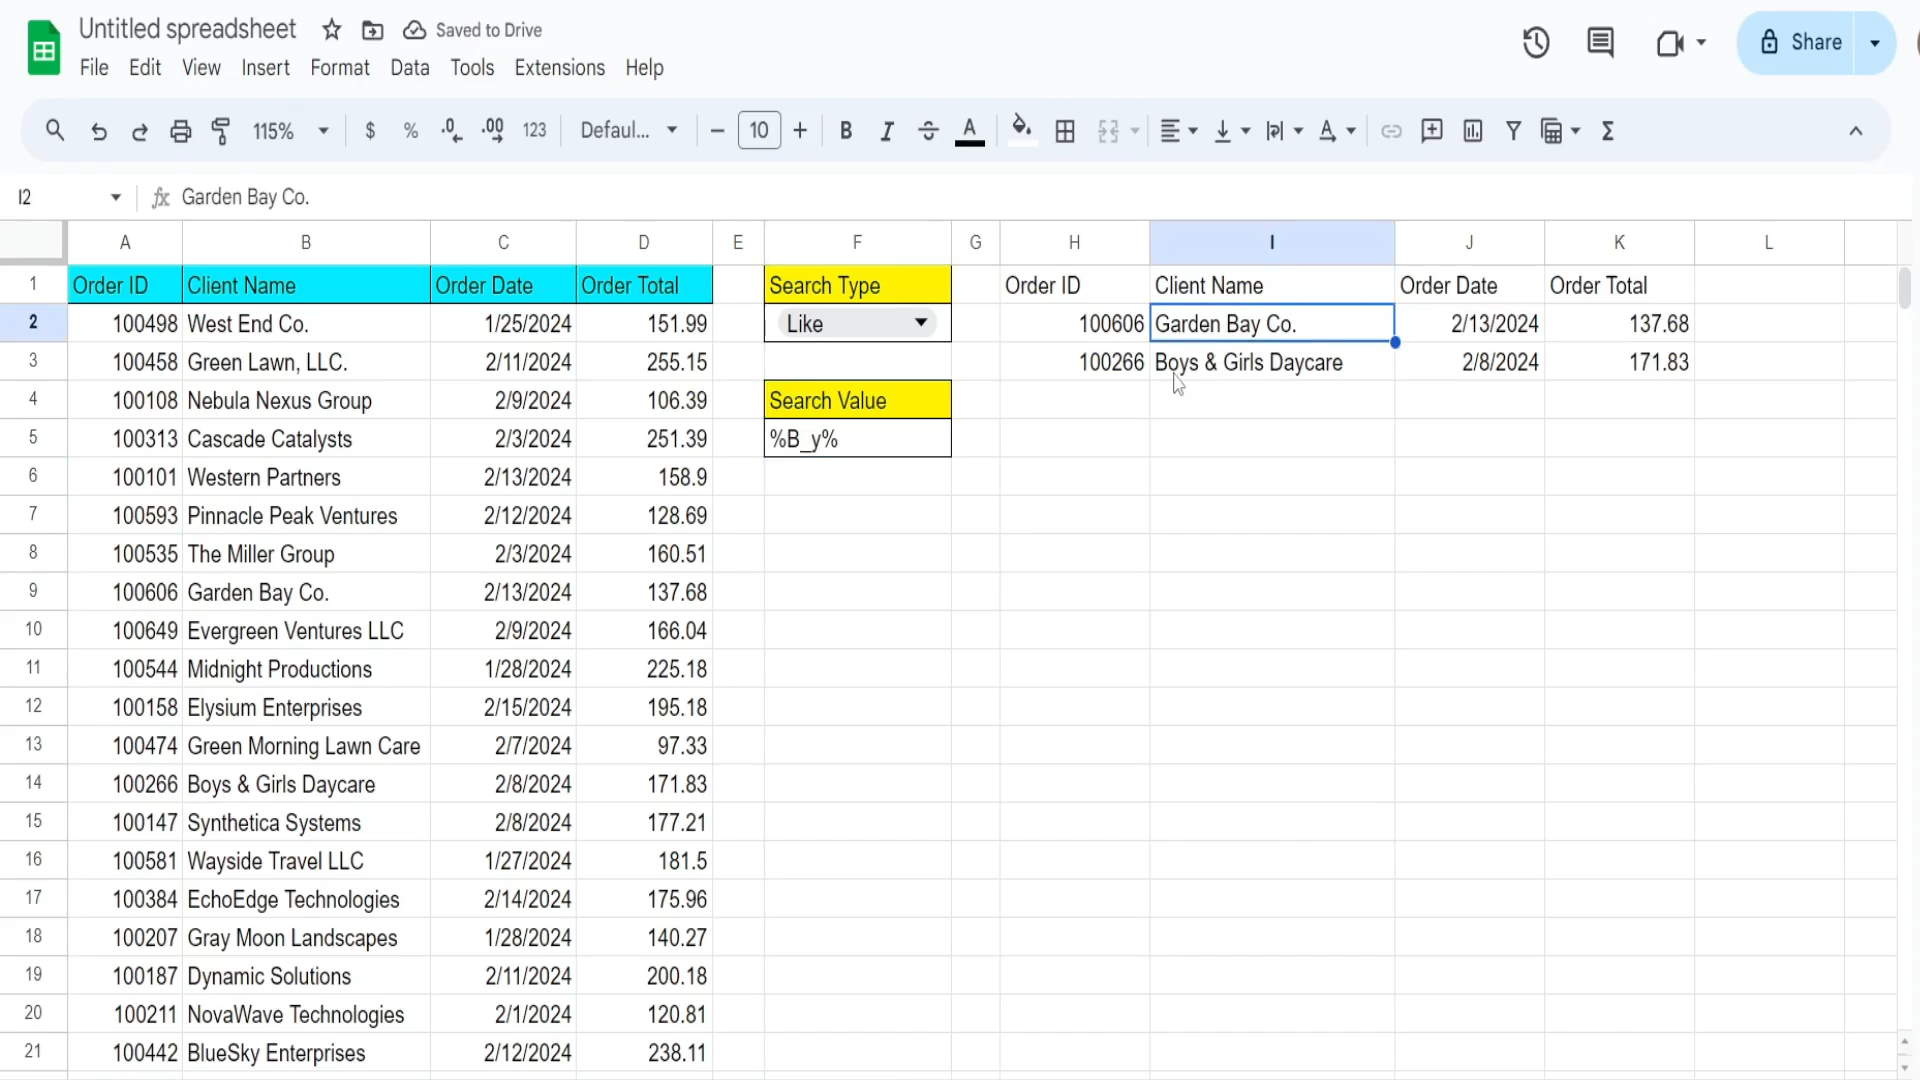 Untitled spreadsheet Saved to Drive
File Edit View Insert Format Data Tools Extensions Help
Share
115% $ % .0 .00 123 Defaul... − 10 + B I A
I2 fx Garden Bay Co.
A B C D E F G H I J K L
1 Order ID Client Name Order Date Order Total Search Type Order ID Client Name Order Date Order Total
2 100498 West End Co. 1/25/2024 151.99 Like 100606 Garden Bay Co. 2/13/2024 137.68
3 100458 Green Lawn, LLC. 2/11/2024 255.15 100266 Boys & Girls Daycare 2/8/2024 171.83
4 100108 Nebula Nexus Group 2/9/2024 106.39 Search Value
5 100313 Cascade Catalysts 2/3/2024 251.39 %B_y%
6 100101 Western Partners 2/13/2024 158.9
7 100593 Pinnacle Peak Ventures 2/12/2024 128.69
8 100535 The Miller Group 2/3/2024 160.51
9 100606 Garden Bay Co. 2/13/2024 137.68
10 100649 Evergreen Ventures LLC 2/9/2024 166.04
11 100544 Midnight Productions 1/28/2024 225.18
12 100158 Elysium Enterprises 2/15/2024 195.18
13 100474 Green Morning Lawn Care 2/7/2024 97.33
14 100266 Boys & Girls Daycare 2/8/2024 171.83
15 100147 Synthetica Systems 2/8/2024 177.21
16 100581 Wayside Travel LLC 1/27/2024 181.5
17 100384 EchoEdge Technologies 2/14/2024 175.96
18 100207 Gray Moon Landscapes 1/28/2024 140.27
19 100187 Dynamic Solutions 2/11/2024 200.18
20 100211 NovaWave Technologies 2/1/2024 120.81
21 100442 BlueSky Enterprises 2/12/2024 238.11